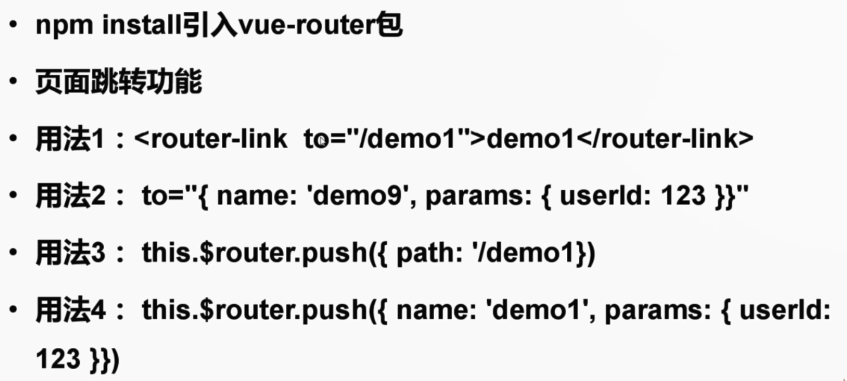 • npm install引入vue-router包
• 页面跳转功能
• 用法1：<router-link  to="/demo1">demo1</router-link>
• 用法2： to="{ name: 'demo9', params: { userId: 123 }}"
• 用法3： this.$router.push({ path: '/demo1})
• 用法4： this.$router.push({ name: 'demo1', params: { userId:
123 }})